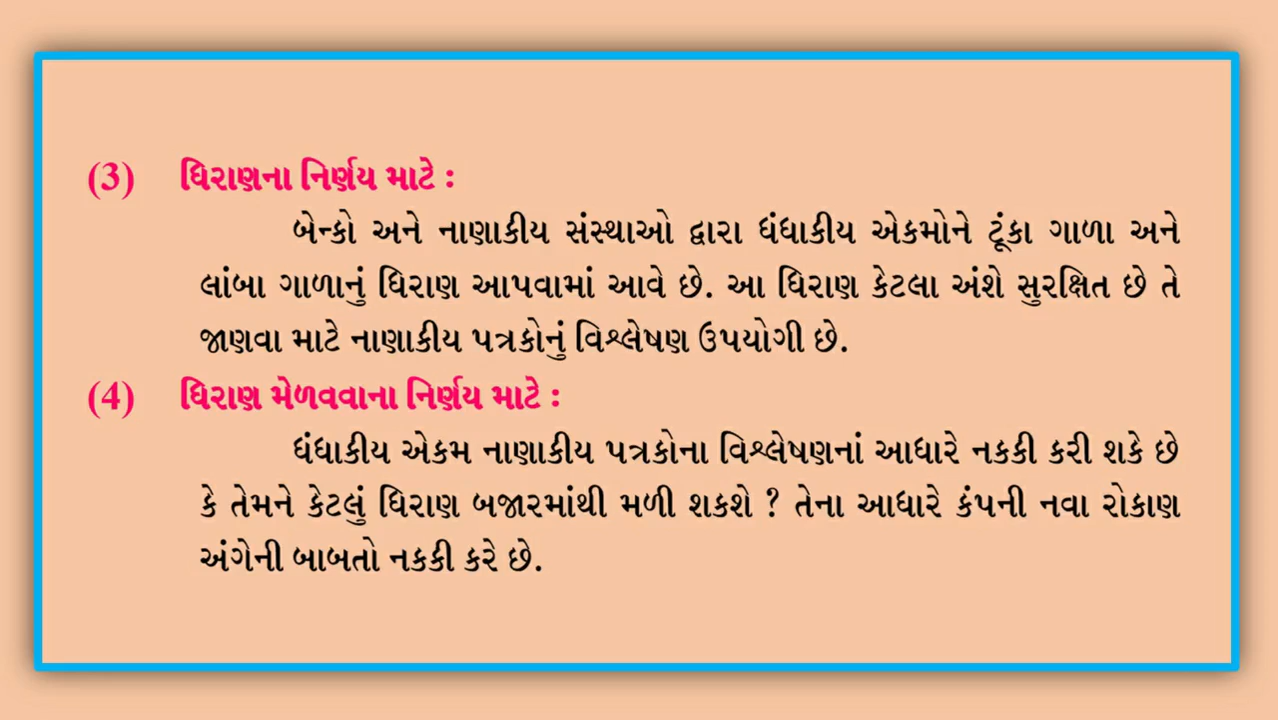 (3) ધિરાણના નિર્ણય માટે :
બેન્કો અને નાણાકીય સંસ્થાઓ દ્વારા ધંધાકીય એકમોને ટૂંકા ગાળા અને
લાંબા ગાળાનું ધિરાણ આપવામાં આવે છે. આ ધિરાણ કેટલા અંશે સુરક્ષિત છે તે
જાણવા માટે નાણાકીય પત્રકોનું વિશ્લેષણ ઉપયોગી છે.
(4) ધિરાણ મેળવવાના નિર્ણય માટે :
ધંધાકીય એકમ નાણાકીય પત્રકોના વિશ્લેષણનાં આધારે નકકી કરી શકે છે
કે તેમને કેટલું ધિરાણ બજારમાંથી મળી શકશે ? તેના આધારે કંપની નવા રોકાણ
અંગેની બાબતો નકકી કરે છે.